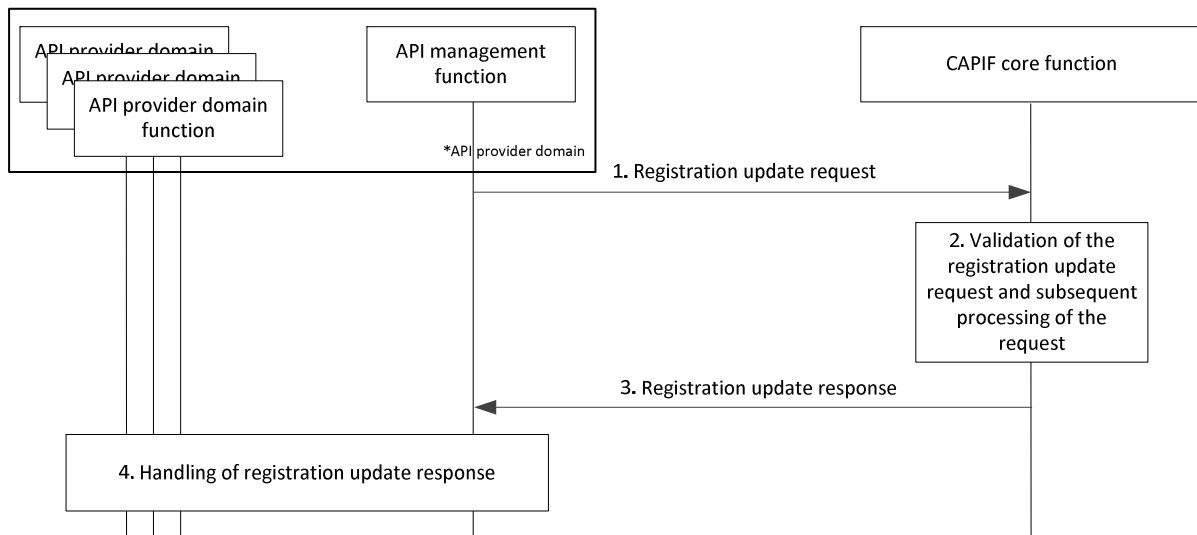 API provider domain
API provider domain
API provider domain
function
API management
function
CAPIF core function
*API provider domain
1. Registration update request
2. Validation of the
registration update
request and subsequent
processing of the
request
3. Registration update response
4. Handling of registration update response